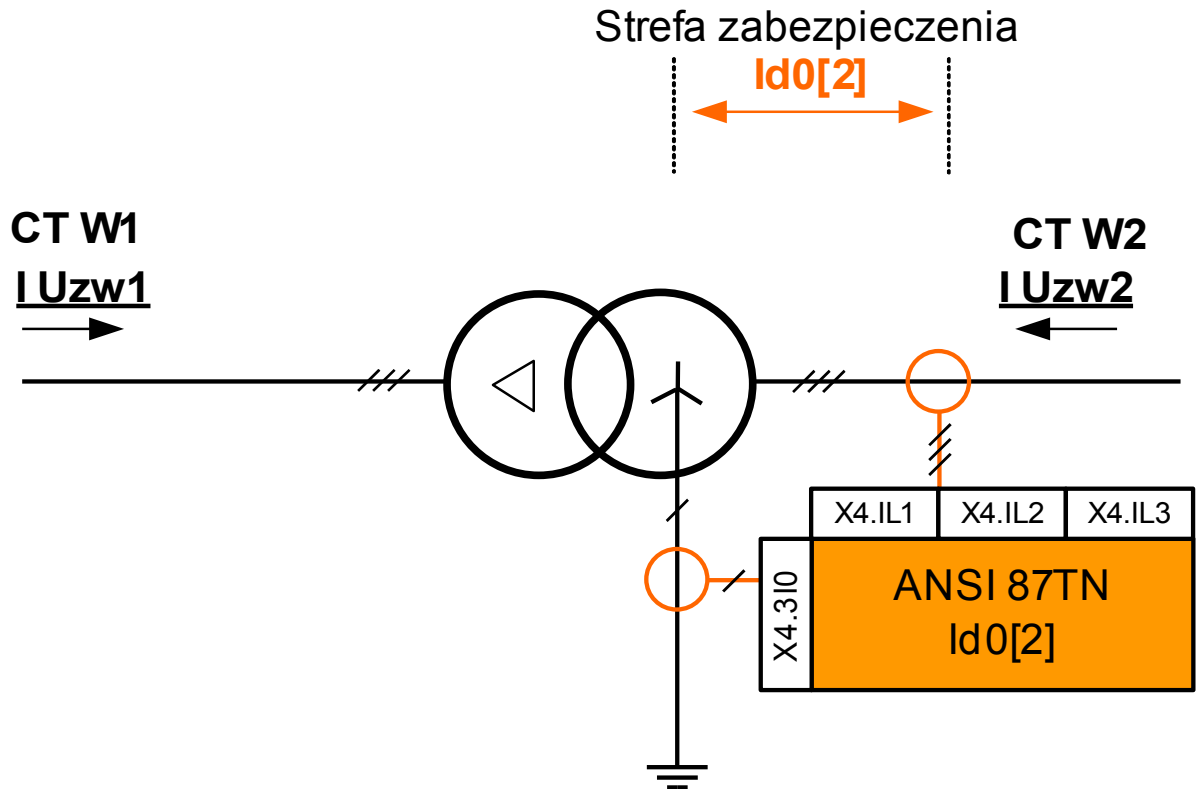 Strefa zabezpieczenia
Id0[2]
CT W1
I Uzw1
CT W2
I Uzw2
X4.IL1 X4.IL2 X4.IL3
X4.3I0
ANSI 87TN
Id0[2]